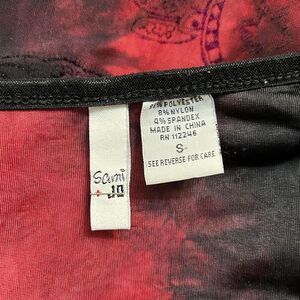 % POLYESTER
8% NYLON
4% SPANDEX
MADE IN CHINA
RN 112246
S
SEE REVERSE FOR CARE
Sami
+ JO